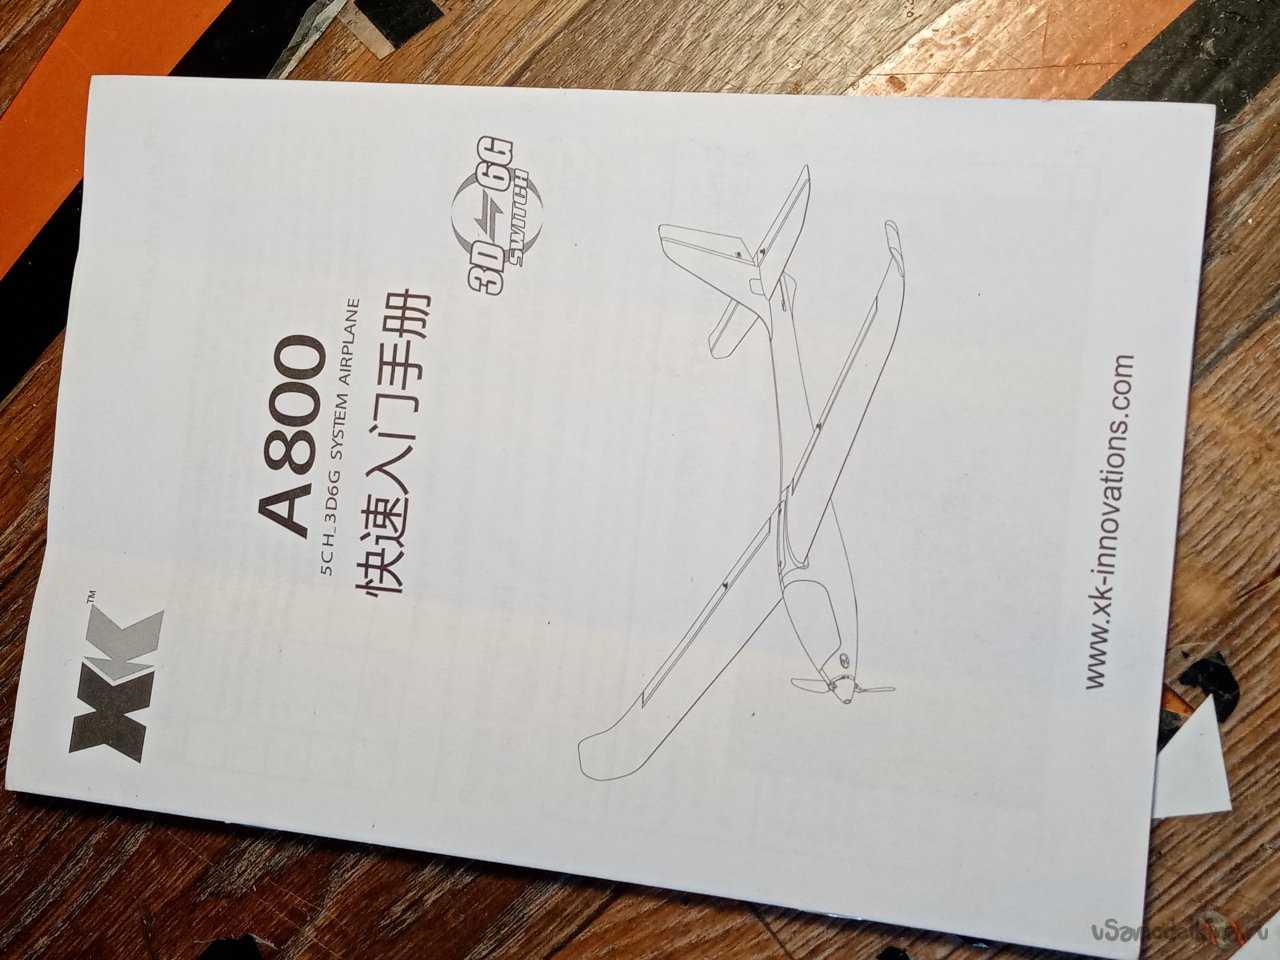 XK™
A800
5CH_3D6G SYSTEM AIRPLANE
快速入门手册
3D 6G
SWITCH
www.xk-innovations.com